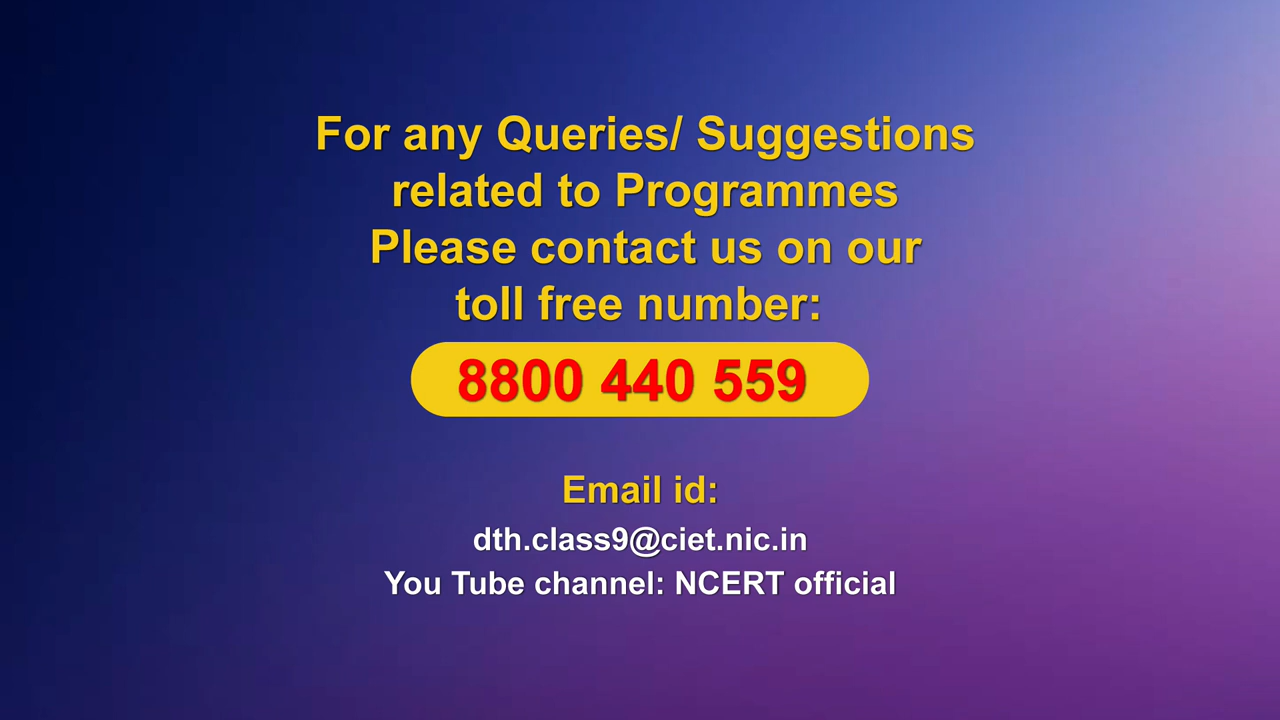 For any Queries/ Suggestions
related to Programmes
Please contact us on our
toll free number:
8800 440 559
Email id:
dth.class9@ciet.nic.in
You Tube channel: NCERT official